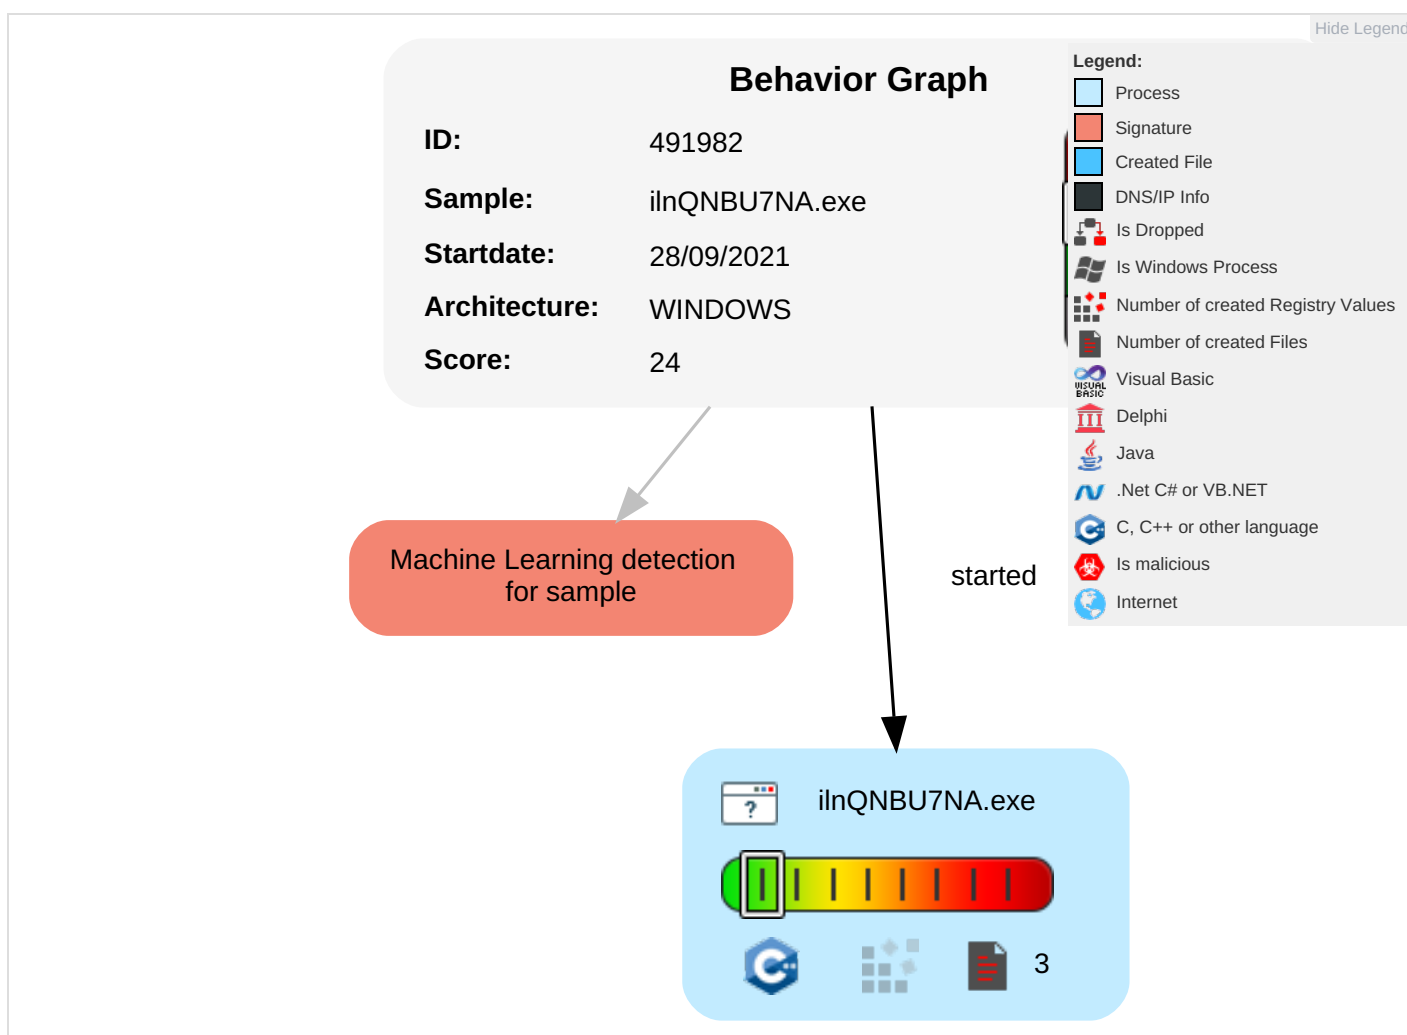 Hide Legend
Behavior Graph
ID: 491982
Sample: ilnQNBU7NA.exe
Startdate: 28/09/2021
Architecture: WINDOWS
Score: 24
Legend:
Process
Signature
Created File
DNS/IP Info
Is Dropped
Is Windows Process
Number of created Registry Values
Number of created Files
VISUAL
BASIC
Visual Basic
Delphi
Java
.Net C# or VB.NET
C, C++ or other language
Is malicious
Internet
Machine Learning detection
for sample
started
?
ilnQNBU7NA.exe
3